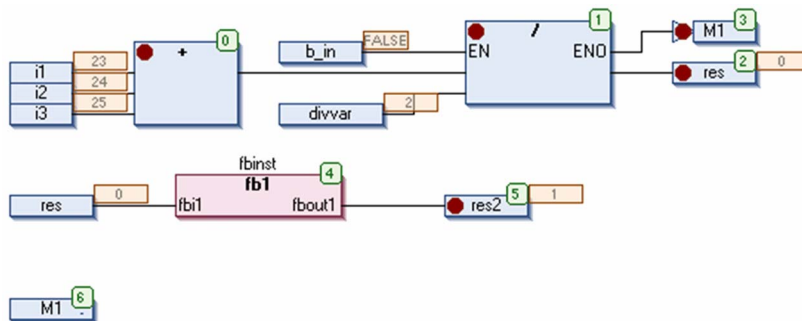 0
1
3
+
/
M1
b_in
FALSE
EN
ENO
2
i1
23
res
0
i2
24
i3
25
divvar
2
fbinst
fb1
4
5
res
0
fbi1
fbout1
res2
1
M1
6